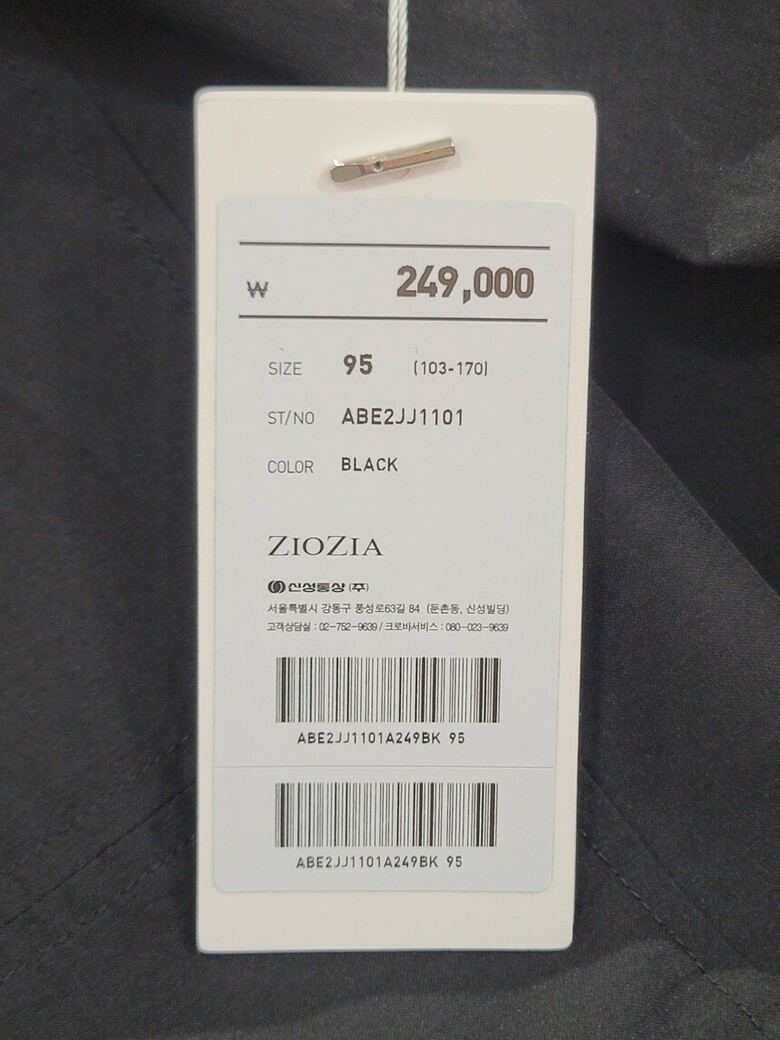 ₩ 249,000
SIZE 95 (103-170)
ST/NO ABE2JJ1101
COLOR BLACK
ZIOZIA
신성통상 (주)
서울특별시 강동구 풍성로63길 84 (둔촌동, 신성빌딩)
고객상담실 : 02-752-9639 / 크로바서비스 : 080-023-9639
ABE2JJ1101A249BK 95
ABE2JJ1101A249BK 95